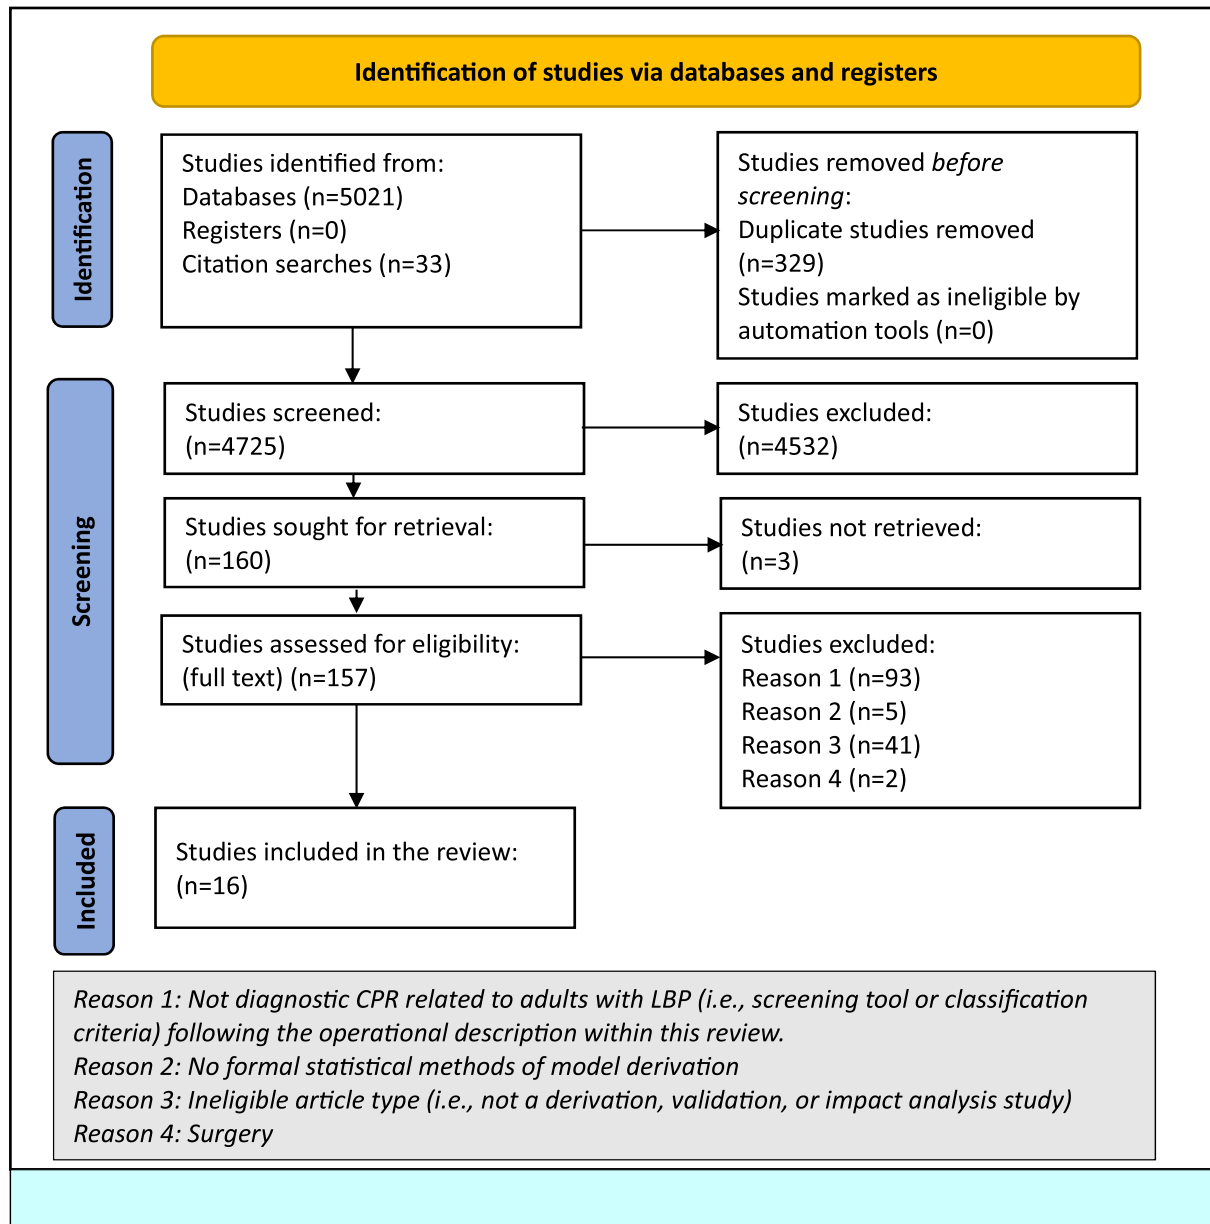 Identification of studies via databases and registers
Identification
Studies identified from:
Databases (n=5021)
Registers (n=0)
Citation searches (n=33)
Studies removed before
screening:
Duplicate studies removed
(n=329)
Studies marked as ineligible by
automation tools (n=0)
Screening
Studies screened:
(n=4725)
Studies excluded:
(n=4532)
Studies sought for retrieval:
(n=160)
Studies not retrieved:
(n=3)
Studies assessed for eligibility:
(full text) (n=157)
Studies excluded:
Reason 1 (n=93)
Reason 2 (n=5)
Reason 3 (n=41)
Reason 4 (n=2)
Included
Studies included in the review:
(n=16)
Reason 1: Not diagnostic CPR related to adults with LBP (i.e., screening tool or classification
criteria) following the operational description within this review.
Reason 2: No formal statistical methods of model derivation
Reason 3: Ineligible article type (i.e., not a derivation, validation, or impact analysis study)
Reason 4: Surgery